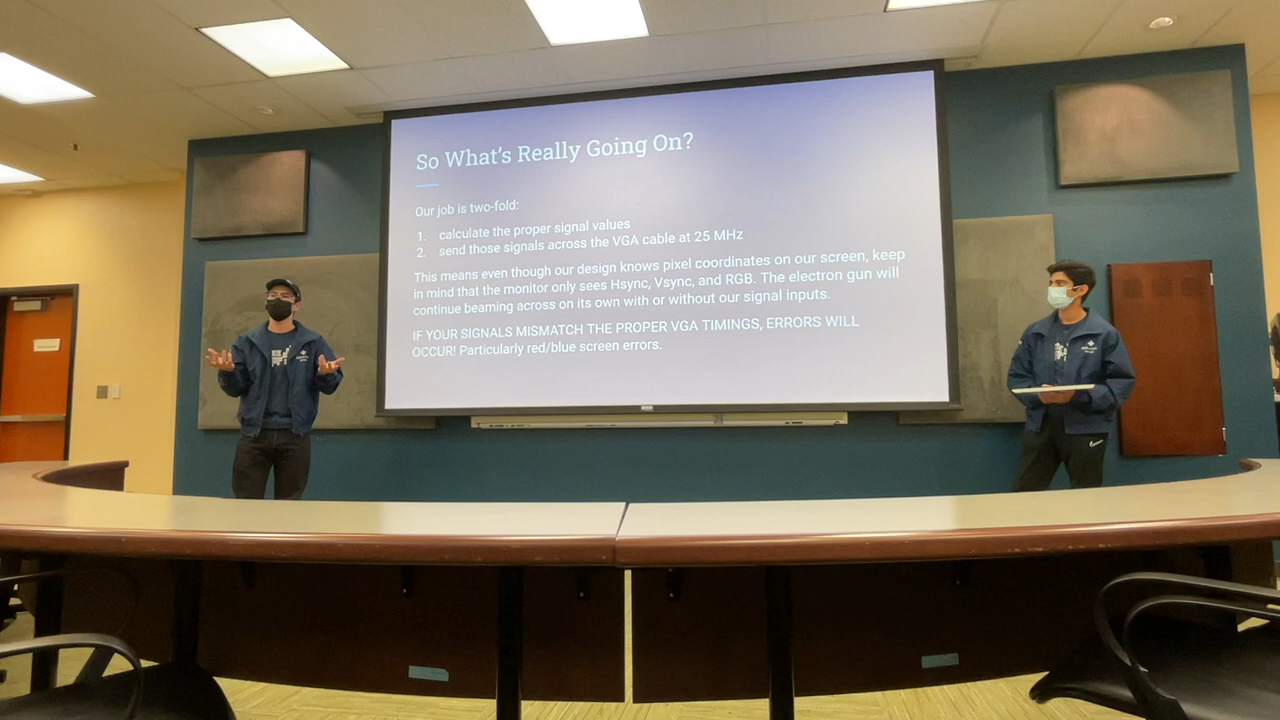 So What's Really Going On?
Our job is two-fold:
1. calculate the proper signal values
2. send those signals across the VGA cable at 25 MHz
This means even though our design knows pixel coordinates on our screen, keep
in mind that the monitor only sees Hsync, Vsync, and RGB. The electron gun will
continue beaming across on its own with or without our signal inputs.
IF YOUR SIGNALS MISMATCH THE PROPER VGA TIMINGS, ERRORS WILL
OCCUR! Particularly red/blue screen errors.